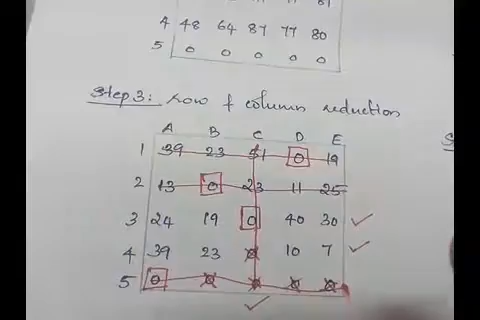 4 48 64 87 77 80
5 0 0 0 0 0
Step 3: row & column reduction
A B C D E
1 39 23 51 0 19
2 13 0 23 11 25
3 24 19 0 40 30 ✓
4 39 23 0 10 7 ✓
5 0 0 0 0 0
✓